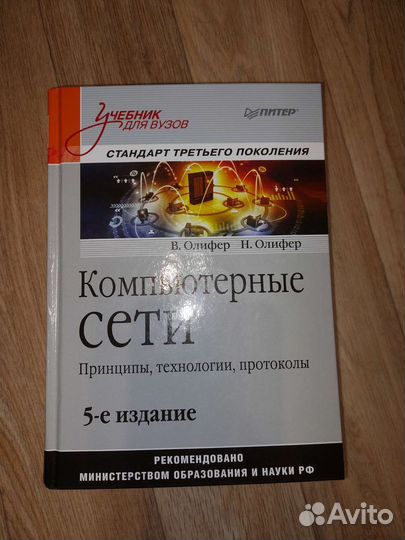 УЧЕБНИК
ДЛЯ ВУЗОВ
ПИТЕР®
СТАНДАРТ ТРЕТЬЕГО ПОКОЛЕНИЯ
В. Олифер Н. Олифер
Компьютерные
сети
Принципы, технологии, протоколы
5-е издание
РЕКОМЕНДОВАНО
МИНИСТЕРСТВОМ ОБРАЗОВАНИЯ И НАУКИ РФ
Avito